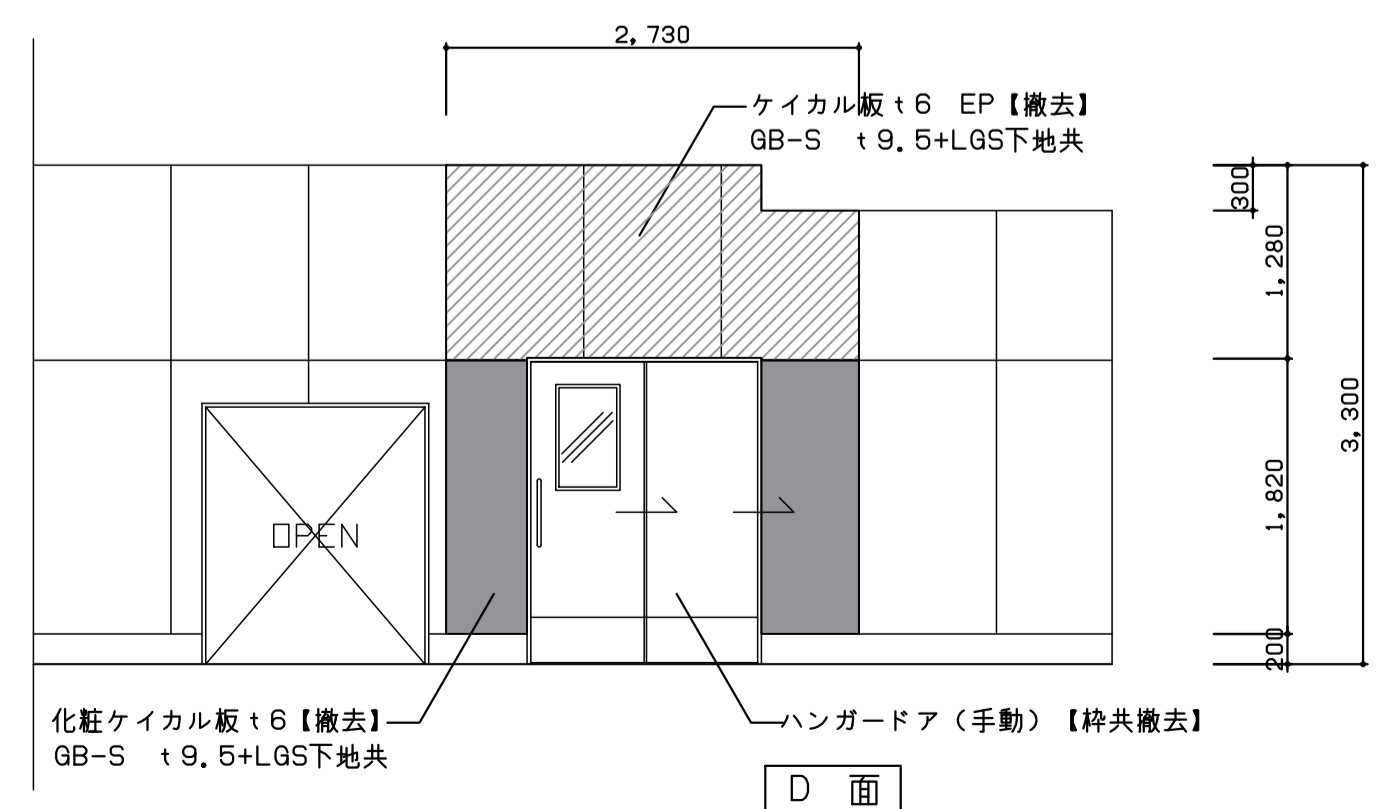 2,730
ケイカル板t6 EP【撤去】
GB-S t9.5+LGS下地共
300
1,280
3,300
1,820
200
OPEN
化粧ケイカル板t6【撤去】
GB-S t9.5+LGS下地共
ハンガードア(手動)【枠共撤去】
D 面